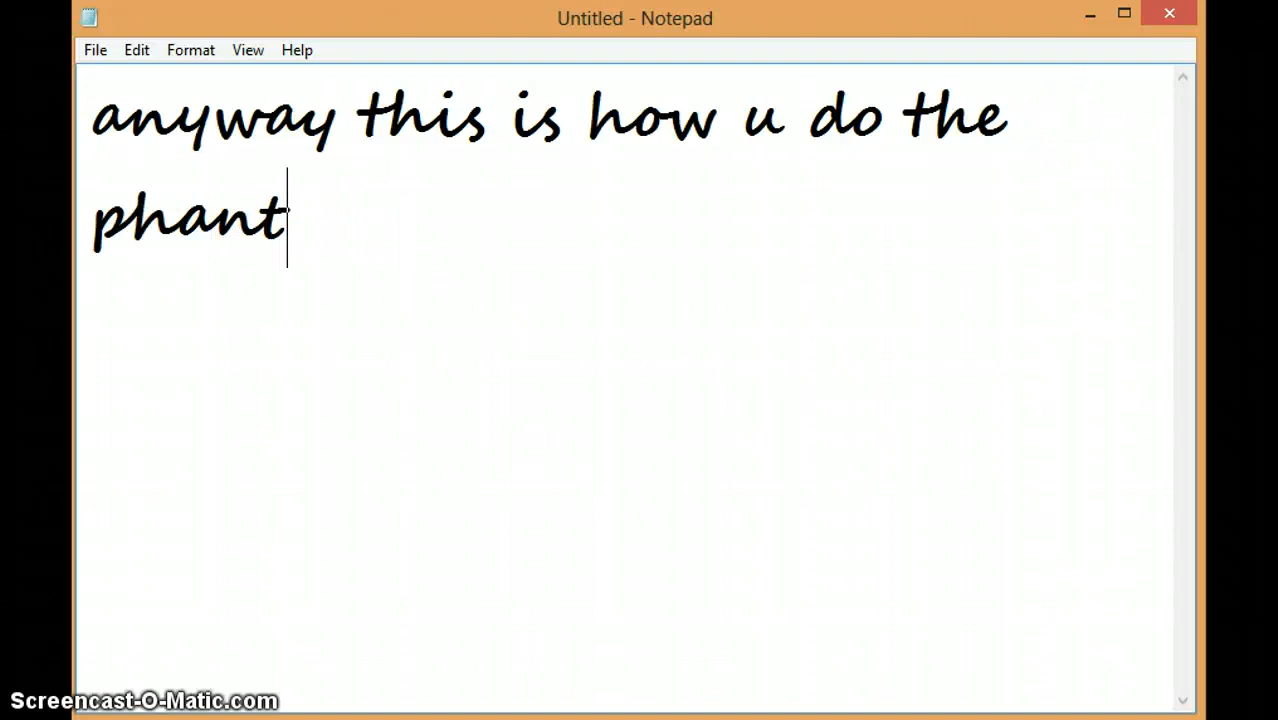 Untitled - Notepad
File Edit Format View Help
anyway this is how u do the
phant
Screencast-O-Matic.com